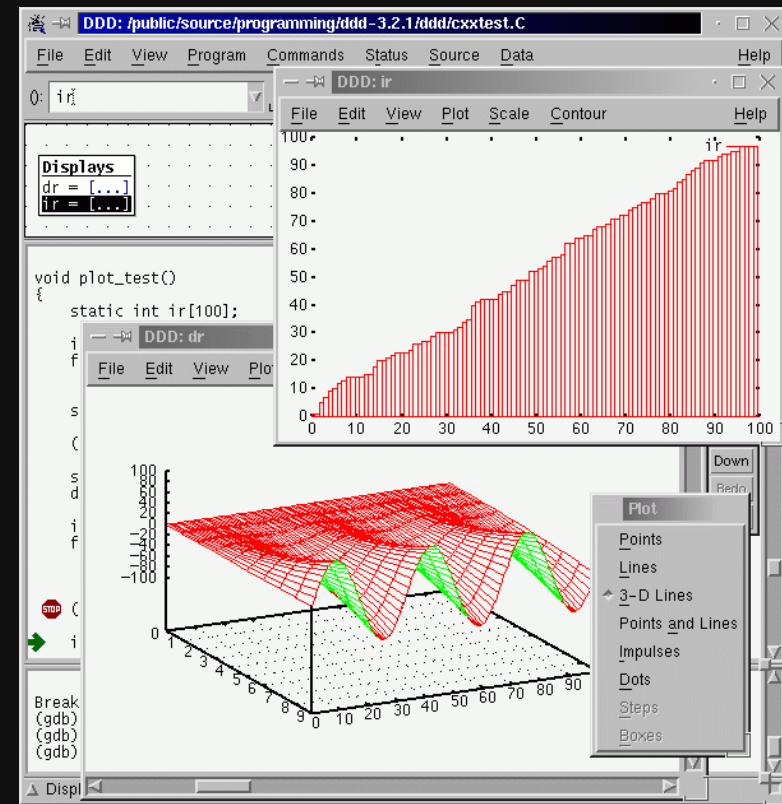 DDD: /public/source/programming/ddd-3.2.1/ddd/cxxtest.C
File Edit View Program Commands Status Source Data Help
(): ir
DDD: ir
File Edit View Plot Scale Contour Help
Displays
dr = [...]
ir = [...]
100
90
80
70
60
50
40
30
20
10
0
ir
0 10 20 30 40 50 60 70 80 90 100
void plot_test()
{
static int ir[100];
i
f
s
(
s
d
i
f
STOP (
i
DDD: dr
File Edit View Plo
100
80
60
40
20
0
-20
-40
-60
-80
-100
0
1 2 3 4 5 6 7 8 9
0 10 20 30 40 50 60 70 80 90
Down
Redo
Plot
Points
Lines
3-D Lines
Points and Lines
Impulses
Dots
Steps
Boxes
Break
(gdb)
(gdb)
(gdb)
Displ